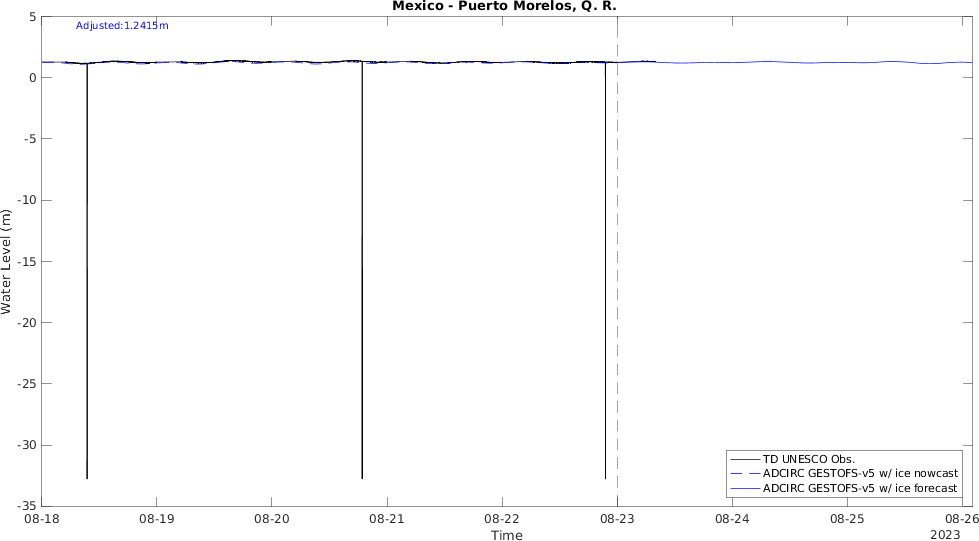 Mexico - Puerto Morelos, Q. R.
Adjusted:1.2415m
5
0
-5
-10
-15
-20
-25
-30
-35
Water Level (m)
TD UNESCO Obs.
ADCIRC GESTOFS-v5 w/ ice nowcast
ADCIRC GESTOFS-v5 w/ ice forecast
08-18 08-19 08-20 08-21 08-22 08-23 08-24 08-25 08-26
Time
2023